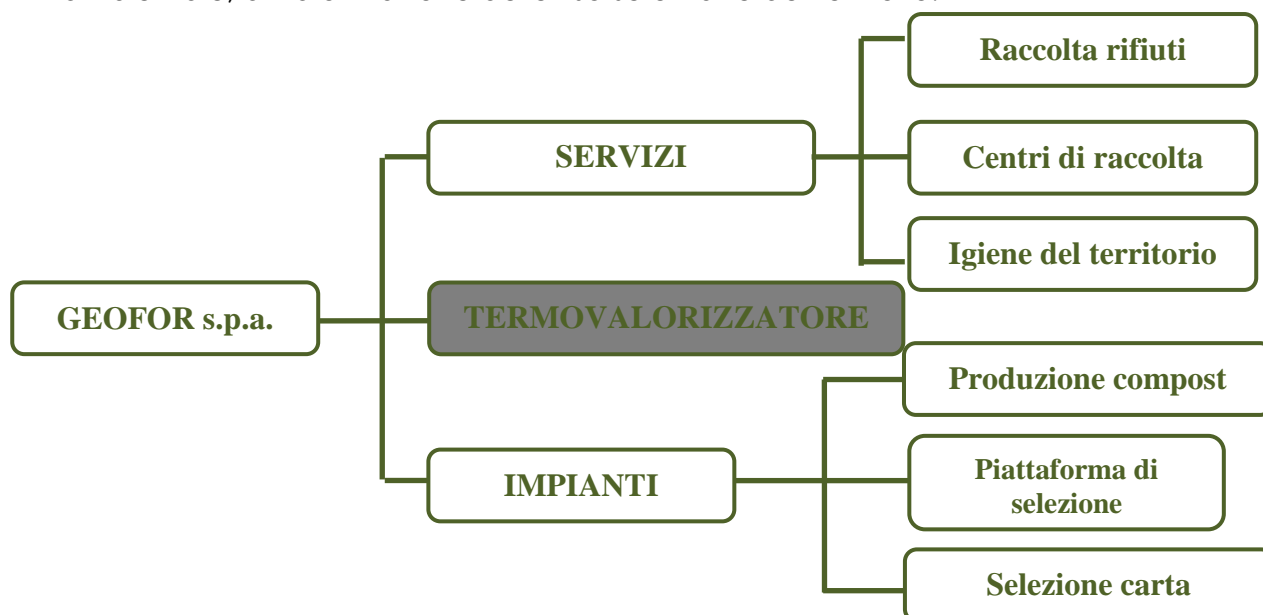 Raccolta rifiuti
SERVIZI
Centri di raccolta
Igiene del territorio
GEOFOR s.p.a.
TERMOVALORIZZATORE
Produzione compost
IMPIANTI
Piattaforma di
selezione
Selezione carta